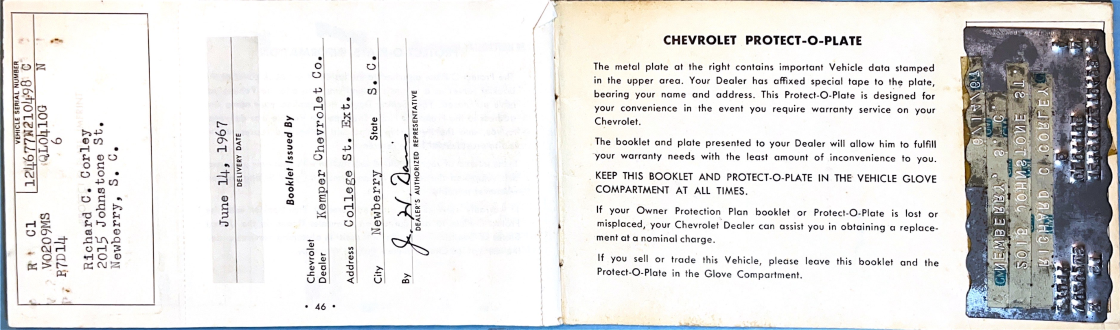 VEHICLE SERIAL NUMBER
R C1 124677N210498 C
V0209MS QL0410G N
B7D14 6
Richard C. Corley
2015 Johnstone St.
Newberry, S. C.
June 14, 1967
DELIVERY DATE
Booklet Issued By
Chevrolet
Dealer Kemper Chevrolet Co.
Address College St. Ext.
City Newberry State S. C.
By
DEALER'S AUTHORIZED REPRESENTATIVE
• 46 •
CHEVROLET PROTECT-O-PLATE
The metal plate at the right contains important Vehicle data stamped
in the upper area. Your Dealer has affixed special tape to the plate,
bearing your name and address. This Protect-O-Plate is designed for
your convenience in the event you require warranty service on your
Chevrolet.
The booklet and plate presented to your Dealer will allow him to fulfill
your warranty needs with the least amount of inconvenience to you.
KEEP THIS BOOKLET AND PROTECT-O-PLATE IN THE VEHICLE GLOVE
COMPARTMENT AT ALL TIMES.
If your Owner Protection Plan booklet or Protect-O-Plate is lost or
misplaced, your Chevrolet Dealer can assist you in obtaining a replace-
ment at a nominal charge.
If you sell or trade this Vehicle, please leave this booklet and the
Protect-O-Plate in the Glove Compartment.
RICHARD C CORLEY
2015 JOHNSTONE ST
NEWBERRY S C